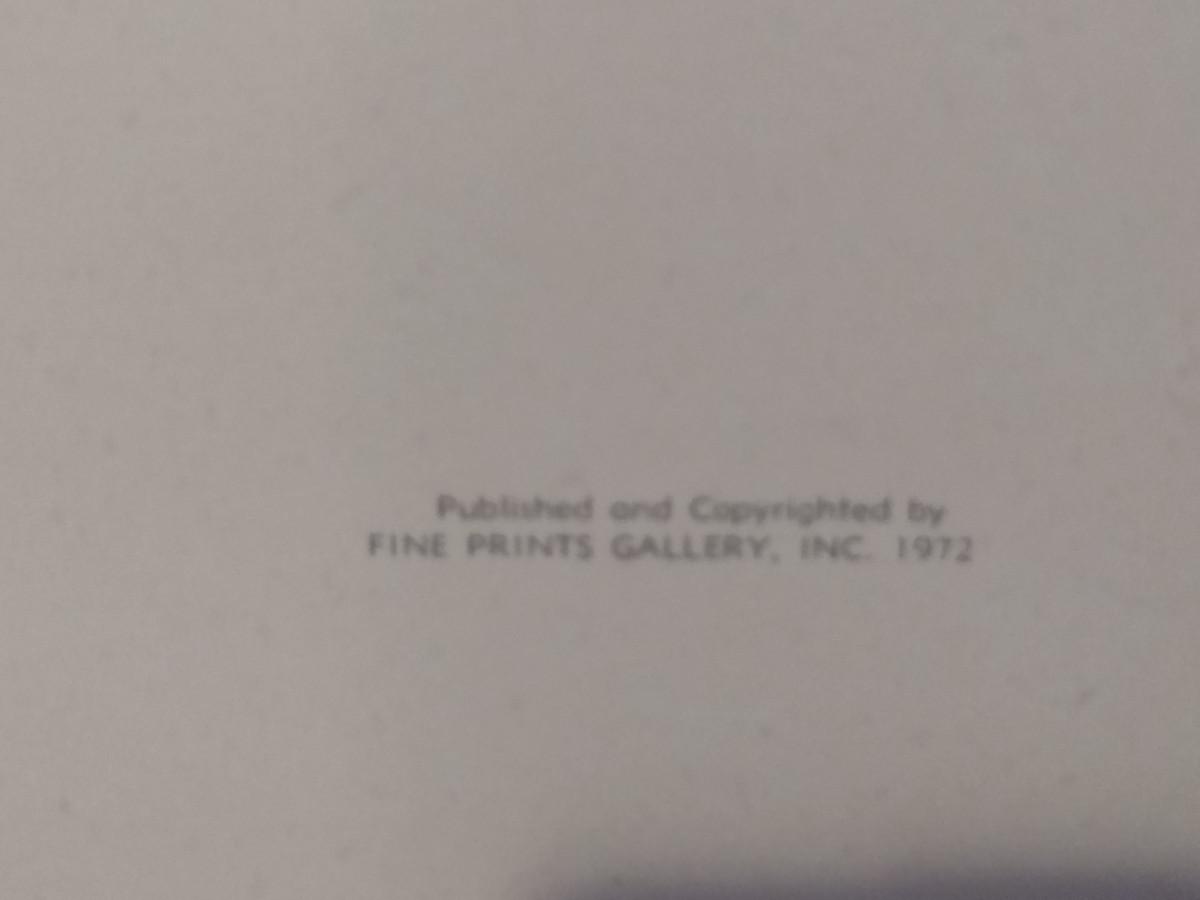 Published and Copyrighted by
FINE PRINTS GALLERY, INC. 1972